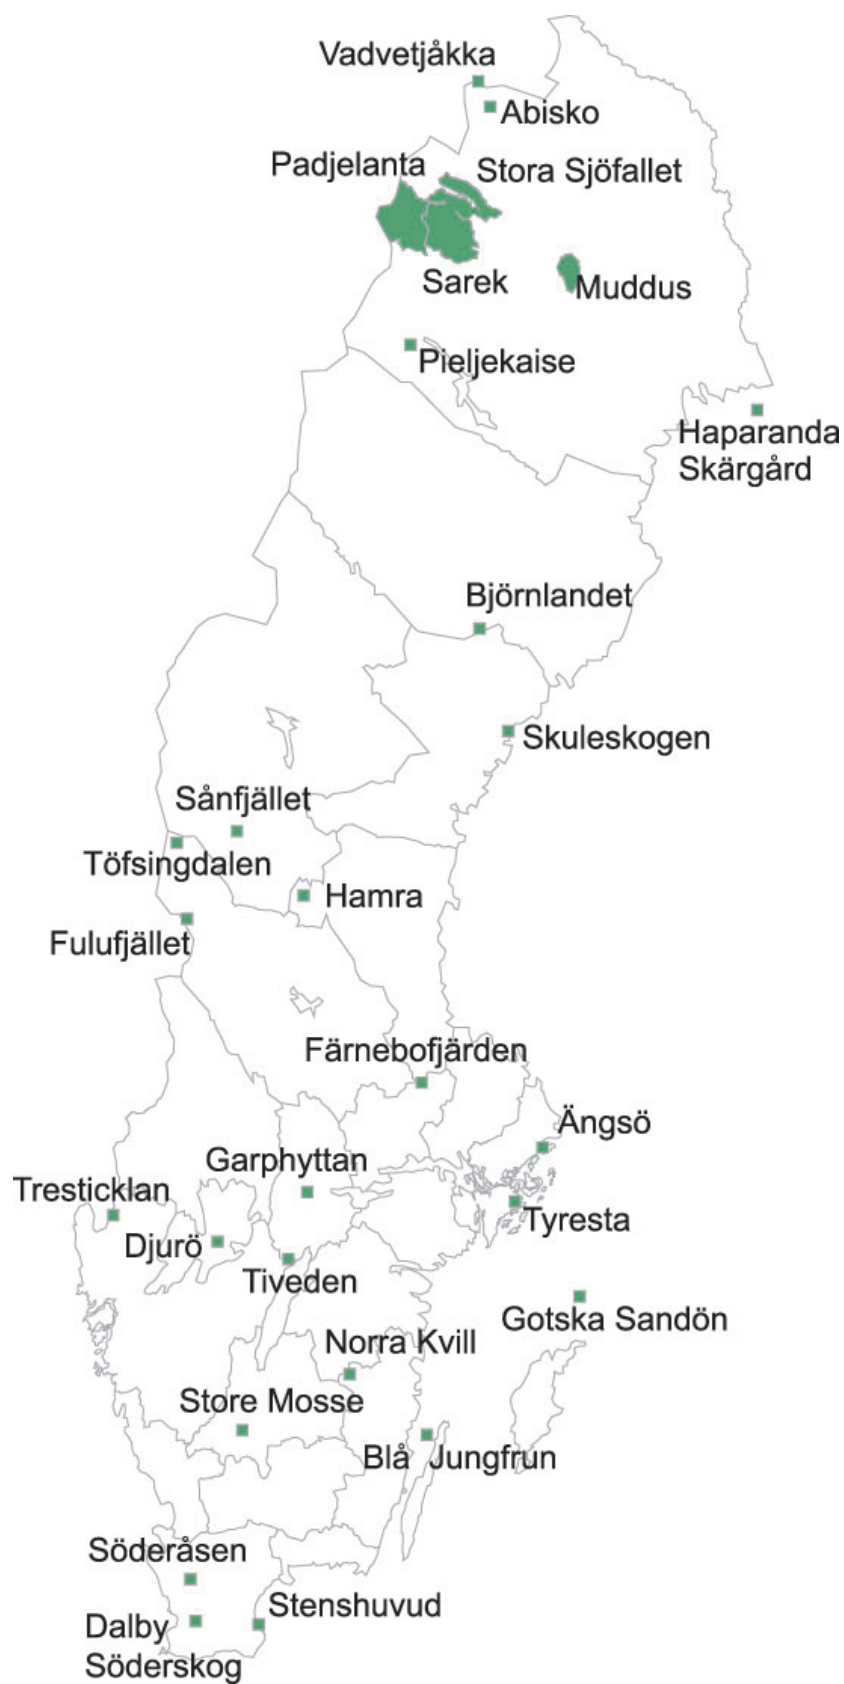 Vadvetjåkka
Abisko
Padjelanta
Stora Sjöfallet
Sarek
Muddus
Pieljekaise
Haparanda
Skärgård
Björnlandet
Skuleskogen
Sånfjället
Töfsingdalen
Hamra
Fulufjället
Färnebofjärden
Ängsö
Garphyttan
Tresticklan
Tyresta
Djurö
Tiveden
Gotska Sandön
Norra Kvill
Store Mosse
Blå Jungfrun
Söderåsen
Stenshuvud
Dalby
Söderskog